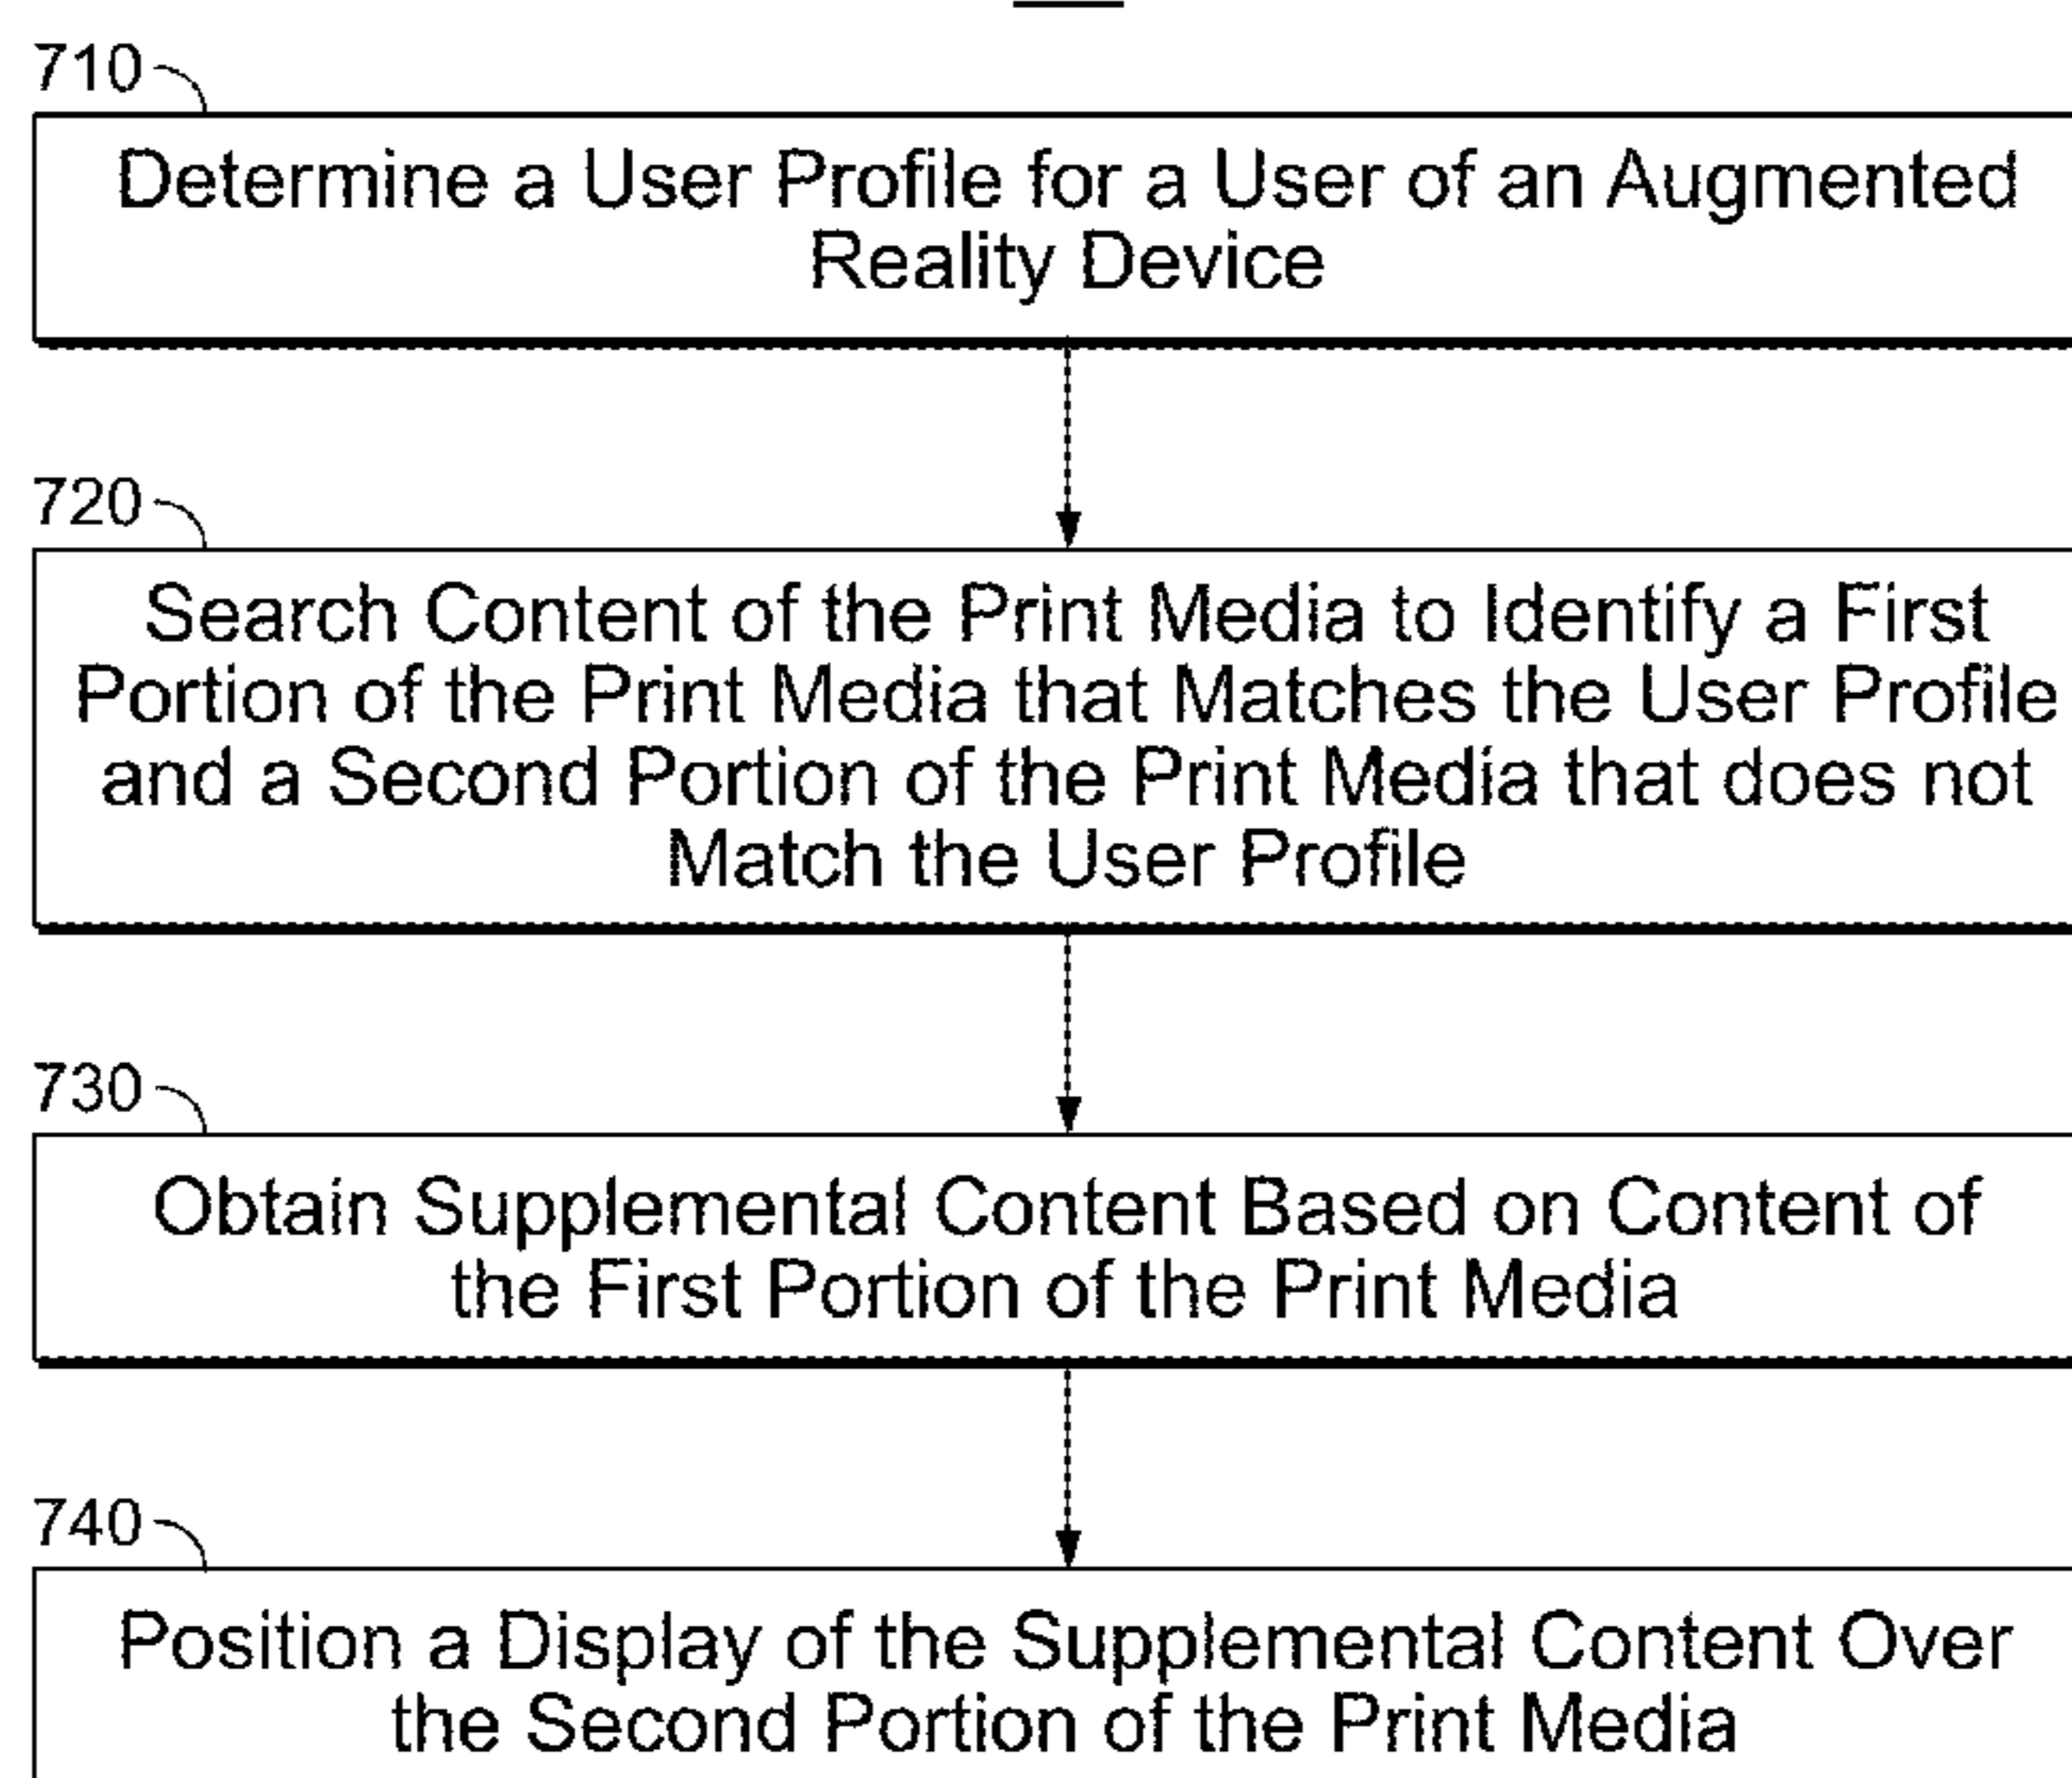 710
Determine a User Profile for a User of an Augmented
Reality Device
720
Search Content of the Print Media to Identify a First
Portion of the Print Media that Matches the User Profile
and a Second Portion of the Print Media that does not
Match the User Profile
730
Obtain Supplemental Content Based on Content of
the First Portion of the Print Media
740
Position a Display of the Supplemental Content Over
the Second Portion of the Print Media